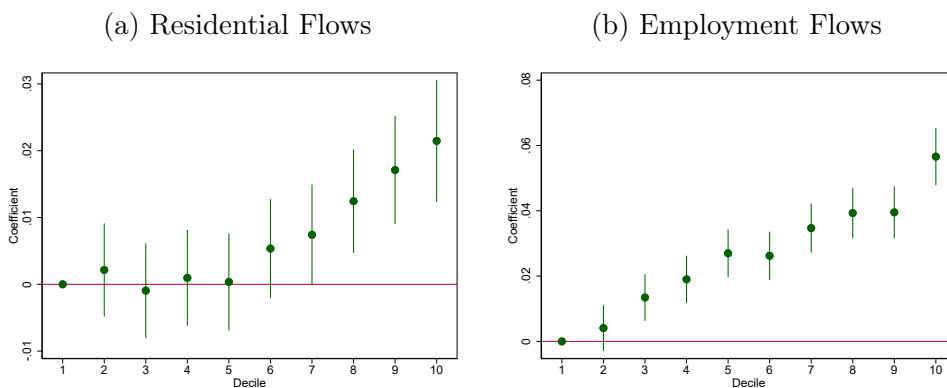 (a) Residential Flows
(b) Employment Flows
.03
.02
.01
0
-.01
Coefficient
1 2 3 4 5 6 7 8 9 10
Decile
.08
.06
.04
.02
0
Coefficient
1 2 3 4 5 6 7 8 9 10
Decile